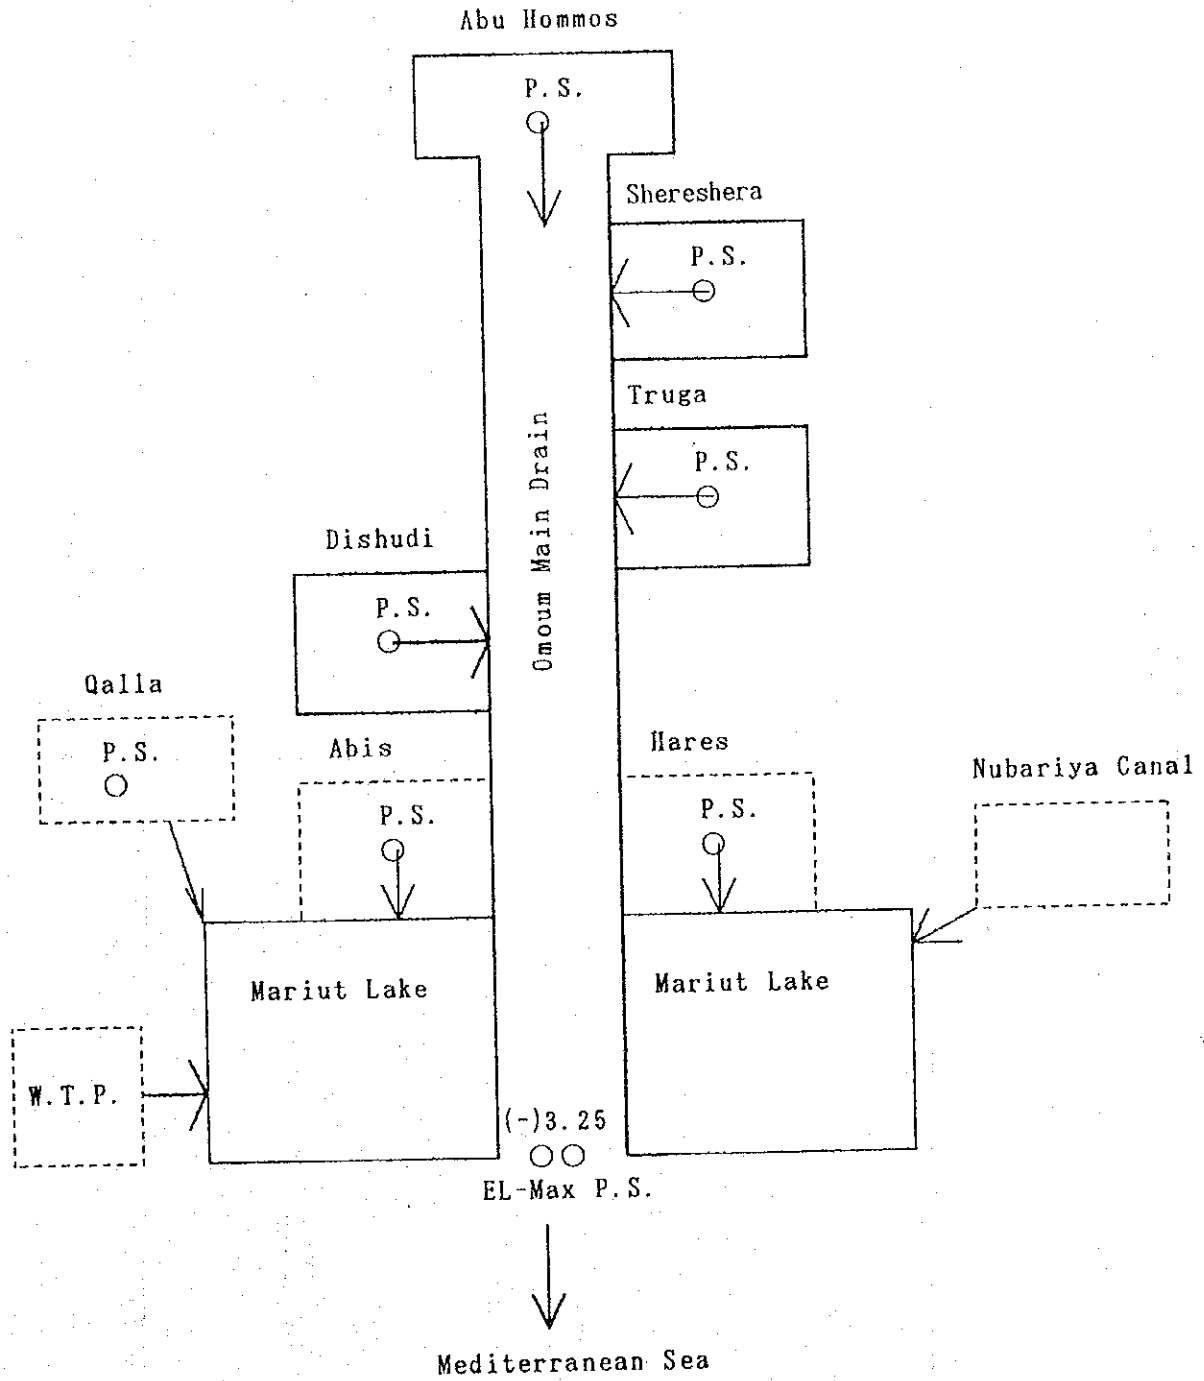 Abu Hommos
P.S.
Shereshera
P.S.
Truga
P.S.
Omoum Main Drain
Dishudi
P.S.
Qalla
P.S.
Abis
P.S.
Hares
P.S.
Nubariya Canal
Mariut Lake
Mariut Lake
W.T.P.
(-)3.25
EL-Max P.S.
Mediterranean Sea